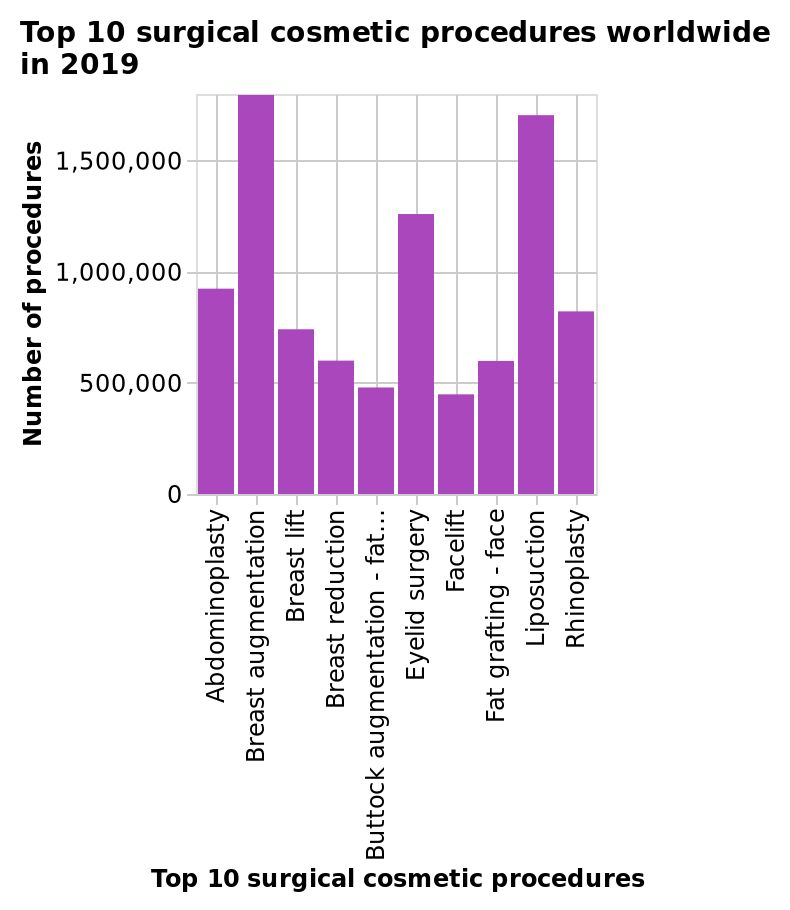 Top 10 surgical cosmetic procedures worldwide
in 2019
Number of procedures
1,500,000
1,000,000
500,000
0
Abdominoplasty
Breast augmentation
Breast lift
Breast reduction
Buttock augmentation - fat…
Eyelid surgery
Facelift
Fat grafting - face
Liposuction
Rhinoplasty
Top 10 surgical cosmetic procedures